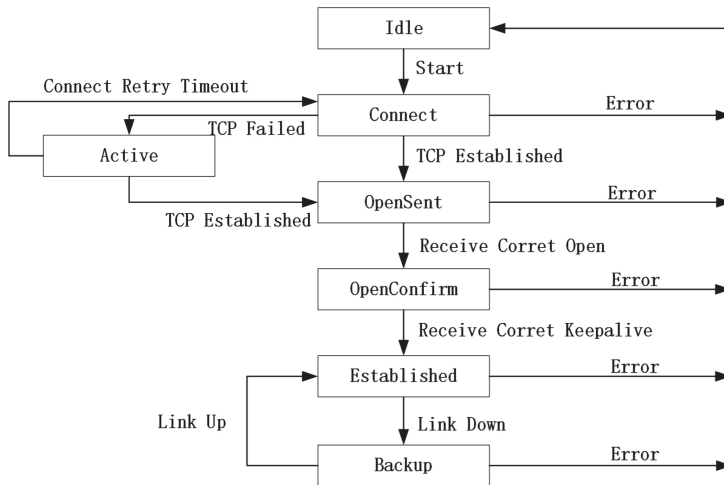 Idle
Start
Connect Retry Timeout
Connect
Error
TCP Failed
Active
TCP Established
OpenSent
Error
TCP Established
Receive Corret Open
OpenConfirm
Error
Receive Corret Keepalive
Established
Error
Link Up
Link Down
Backup
Error